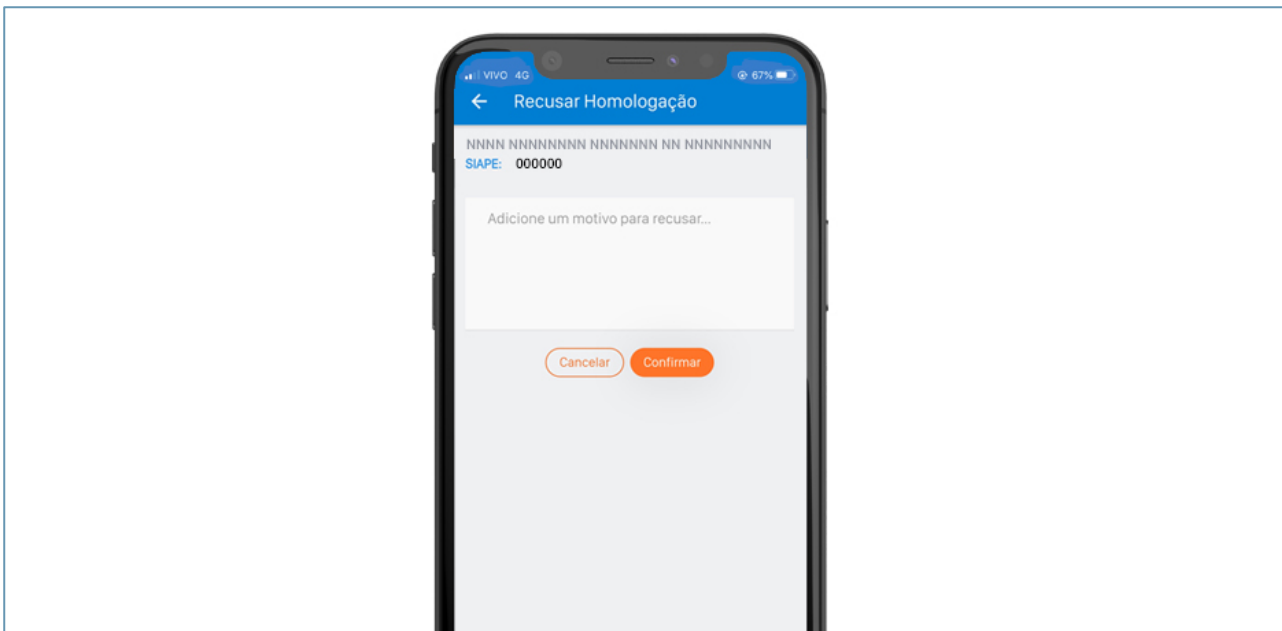 VIVO 4G 67%
Recusar Homologação
NNNN NNNNNNNN NNNNNNN NN NNNNNNNNN
SIAPE: 000000
Adicione um motivo para recusar...
Cancelar Confirmar